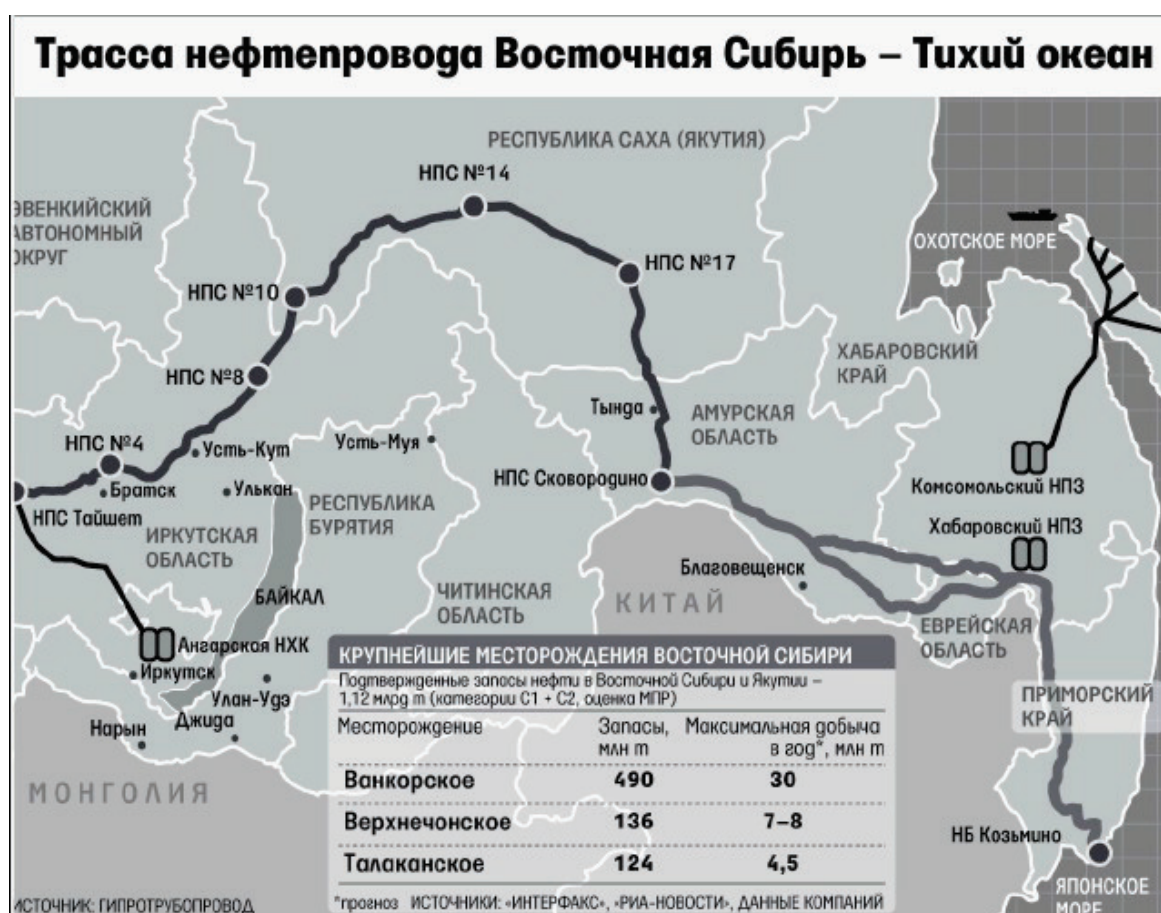 Трасса нефтепровода Восточная Сибирь – Тихий океан
РЕСПУБЛИКА САХА (ЯКУТИЯ)
НПС №14
ЭВЕНКИЙСКИЙ
АВТОНОМНЫЙ
ОКРУГ
ОХОТСКОЕ МОРЕ
НПС №17
НПС №10
ХАБАРОВСКИЙ
КРАЙ
НПС №8
Тында
АМУРСКАЯ
ОБЛАСТЬ
НПС №4
Усть-Кут
Усть-Муя
НПС Сковородино
Комсомольский НПЗ
Братск
Улькан
РЕСПУБЛИКА
БУРЯТИЯ
НПС Тайшет
ИРКУТСКАЯ
ОБЛАСТЬ
Хабаровский НПЗ
Благовещенск
БАЙКАЛ
ЧИТИНСКАЯ
ОБЛАСТЬ
КИТАЙ
ЕВРЕЙСКАЯ
ОБЛАСТЬ
Ангарская НХК
Иркутск
Улан-Удэ
Джида
Нарын
ПРИМОРСКИЙ
КРАЙ
МОНГОЛИЯ
КРУПНЕЙШИЕ МЕСТОРОЖДЕНИЯ ВОСТОЧНОЙ СИБИРИ
Подтвержденные запасы нефти в Восточной Сибири и Якутии –
1,12 млрд т (категории С1 + С2, оценка МПР)
Месторождение Запасы, млн т Максимальная добыча в год*, млн т
Ванкорское 490 30
Верхнечонское 136 7–8
Талаканское 124 4,5
*прогноз ИСТОЧНИКИ: «ИНТЕРФАКС», «РИА-НОВОСТИ», ДАННЫЕ КОМПАНИЙ
НБ Козьмино
ЯПОНСКОЕ
МОРЕ
ИСТОЧНИК: ГИПРОТРУБОПРОВОД